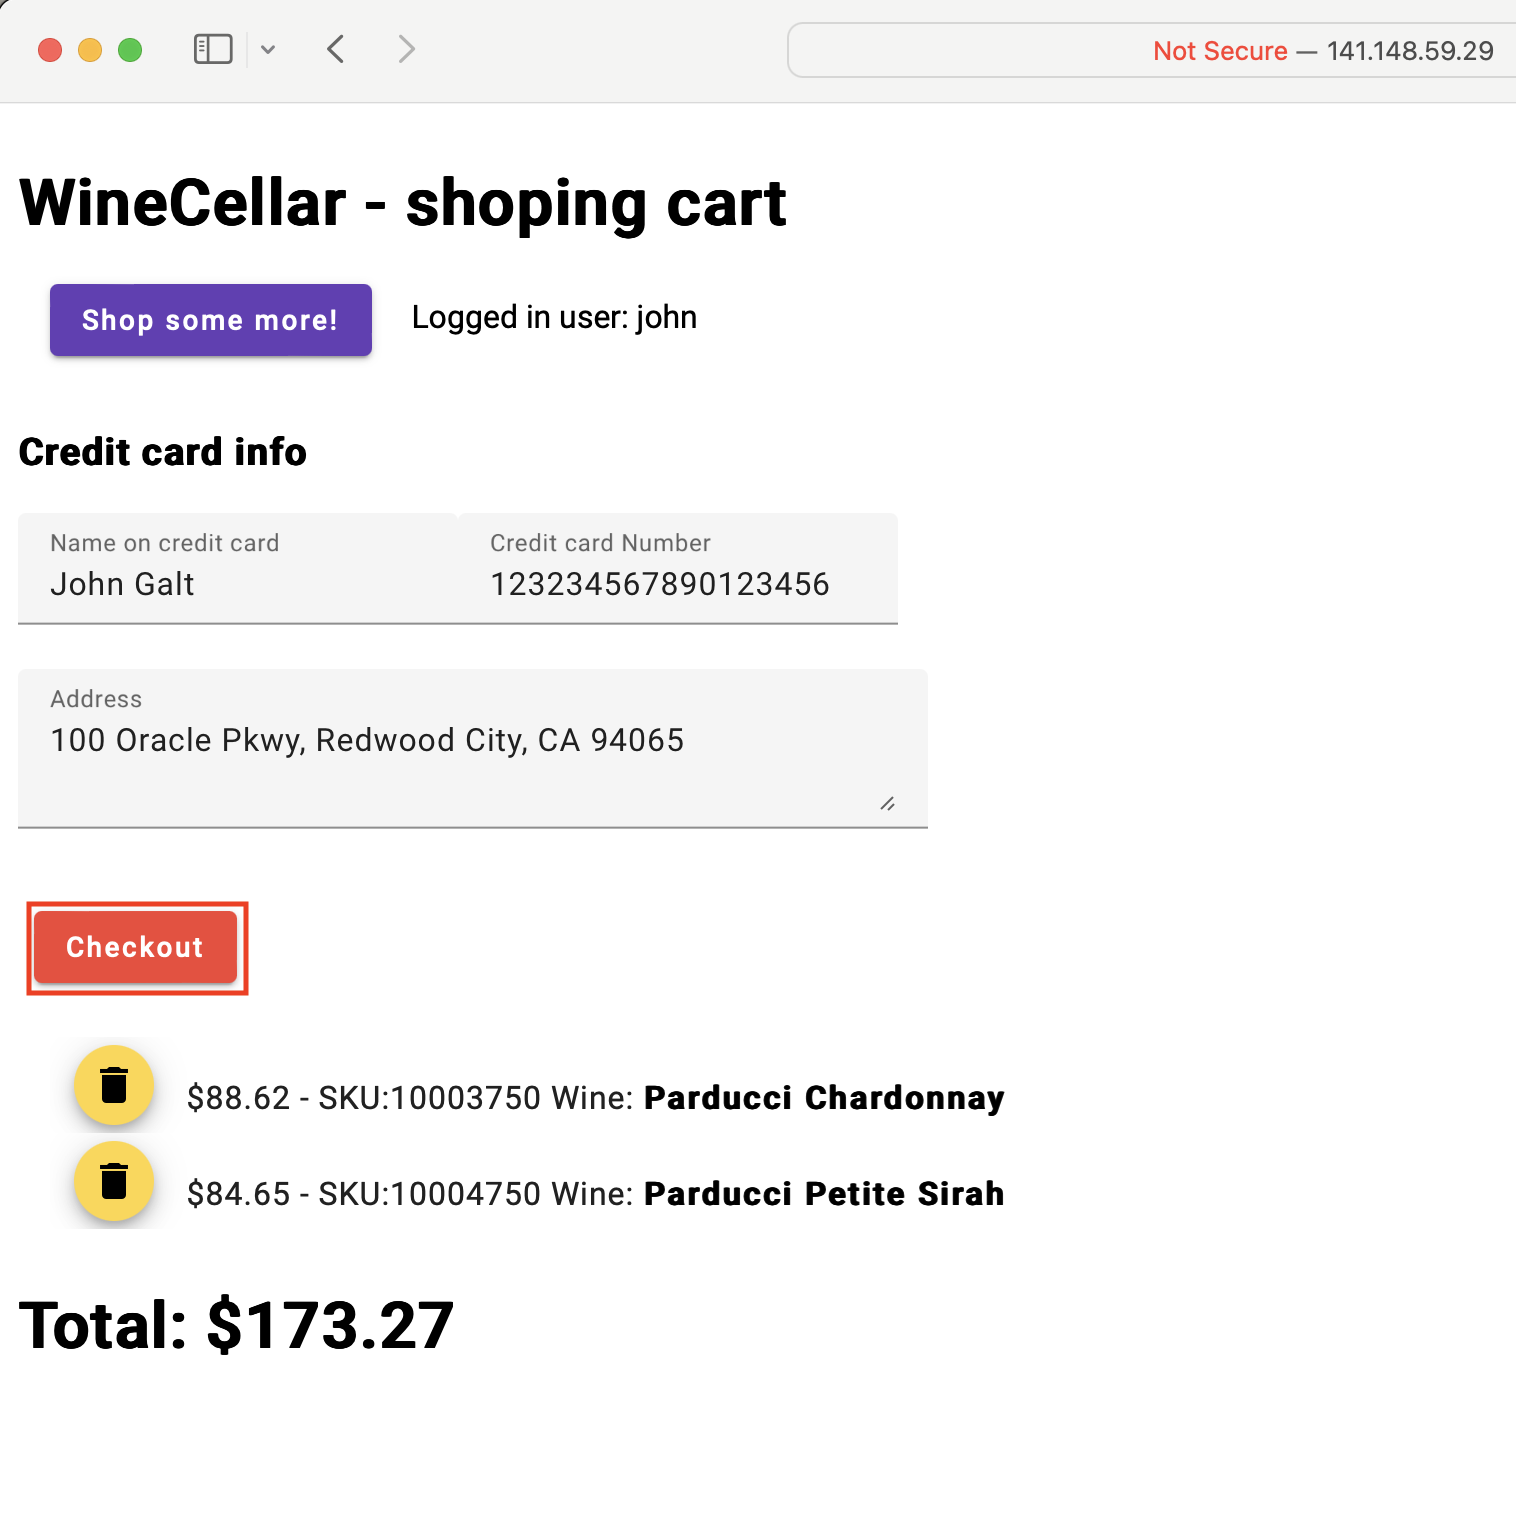 Not Secure — 141.148.59.29
WineCellar - shoping cart
Shop some more! Logged in user: john
Credit card info
Name on credit card Credit card Number
John Galt 123234567890123456
Address
100 Oracle Pkwy, Redwood City, CA 94065
Checkout
$88.62 - SKU:10003750 Wine: Parducci Chardonnay
$84.65 - SKU:10004750 Wine: Parducci Petite Sirah
Total: $173.27